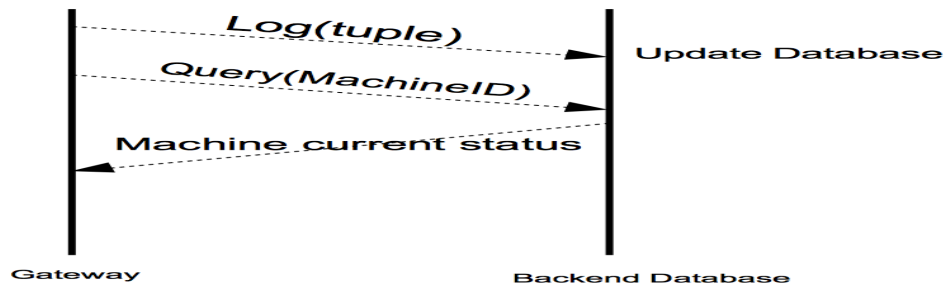 Log(tuple)
Update Database
Query(MachineID)
Machine current status
Gateway
Backend Database